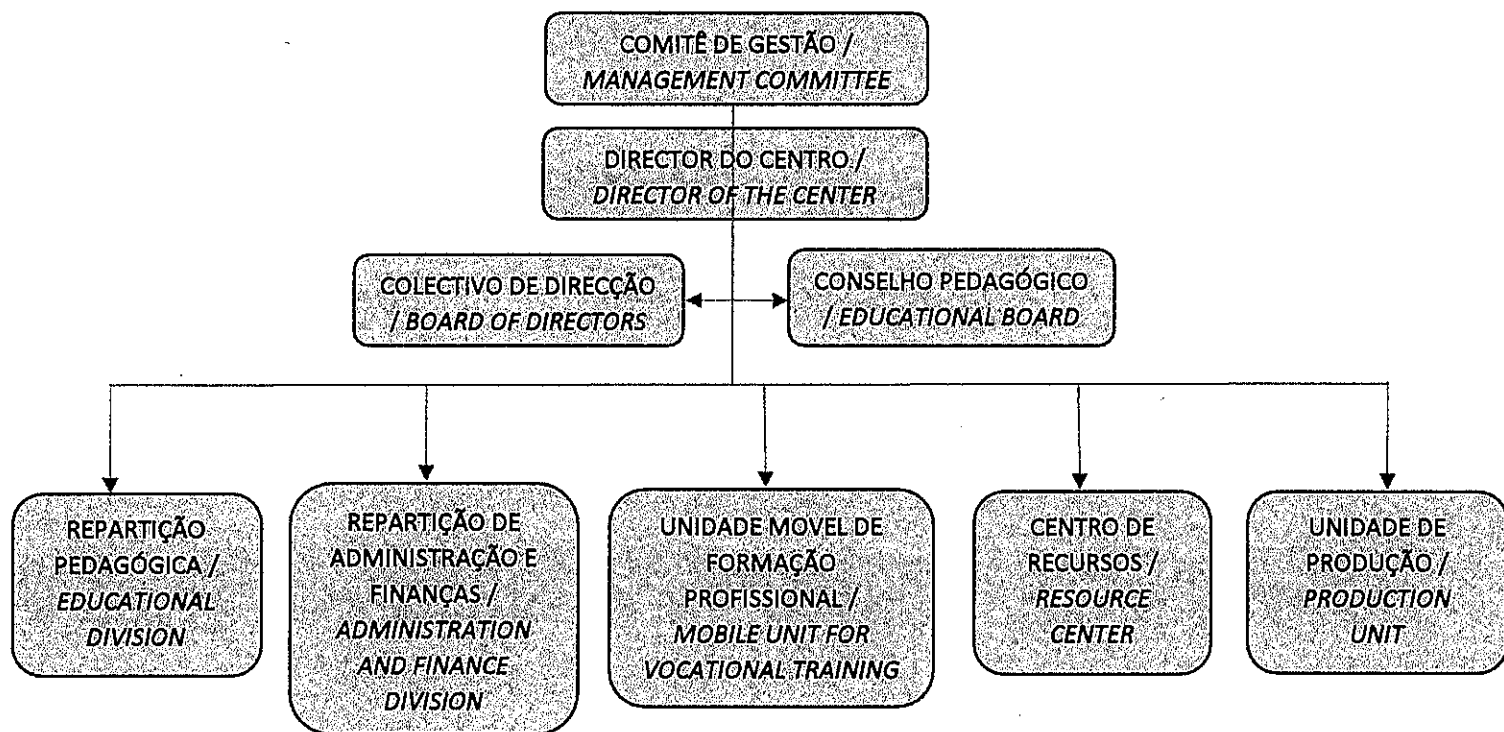 COMITÊ DE GESTÃO /
MANAGEMENT COMMITTEE
DIRECTOR DO CENTRO /
DIRECTOR OF THE CENTER
COLECTIVO DE DIRECÇÃO
/ BOARD OF DIRECTORS
CONSELHO PEDAGÓGICO
/ EDUCATIONAL BOARD
REPARTIÇÃO
PEDAGÓGICA /
EDUCATIONAL
DIVISION
REPARTIÇÃO DE
ADMINISTRAÇÃO E
FINANÇAS /
ADMINISTRATION
AND FINANCE
DIVISION
UNIDADE MOVEL DE
FORMAÇÃO
PROFISSIONAL /
MOBILE UNIT FOR
VOCATIONAL TRAINING
CENTRO DE
RECURSOS /
RESOURCE
CENTER
UNIDADE DE
PRODUÇÃO /
PRODUCTION
UNIT